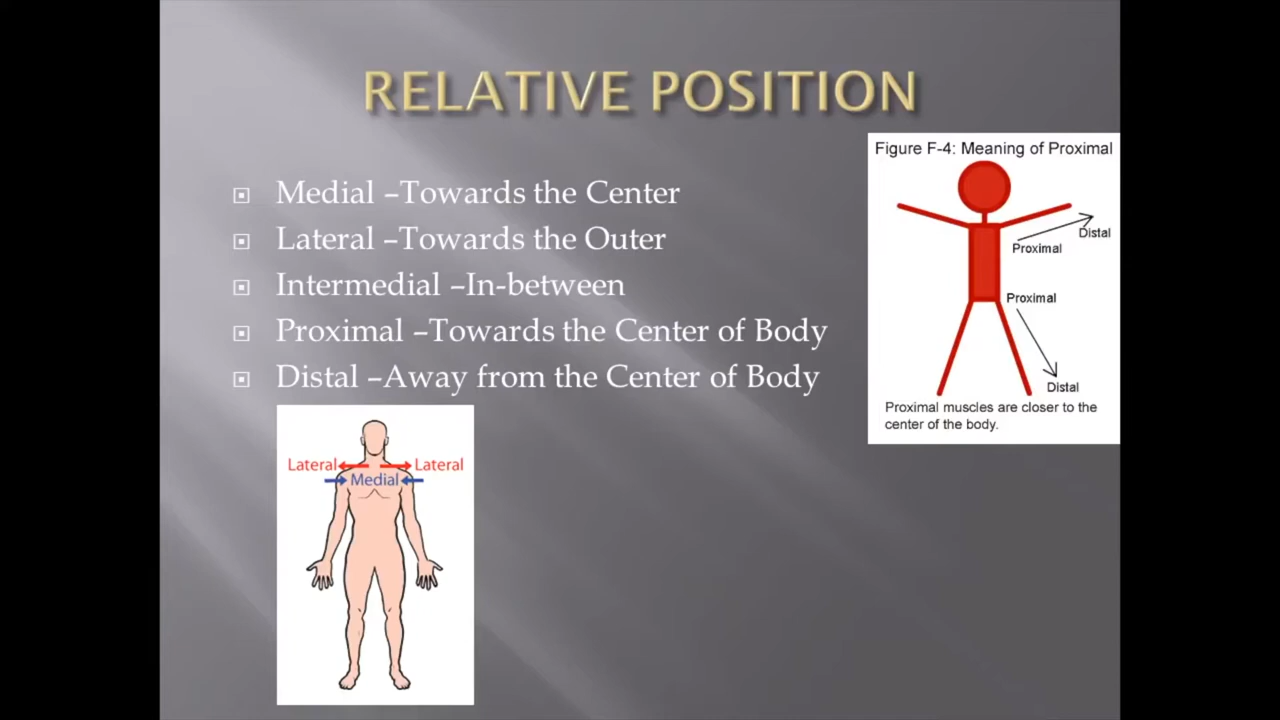 RELATIVE POSITION
Medial –Towards the Center
Lateral –Towards the Outer
Intermedial –In-between
Proximal –Towards the Center of Body
Distal –Away from the Center of Body
Figure F-4: Meaning of Proximal
Distal
Proximal
Proximal
Distal
Proximal muscles are closer to the
center of the body.
Lateral Lateral
Medial